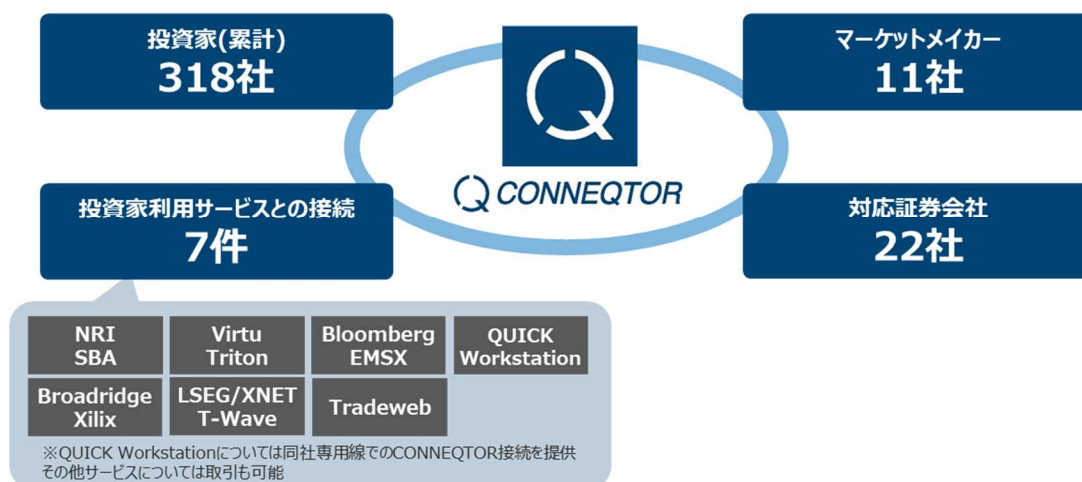 投資家(累計)
318社
マーケットメイカー
11社
CONNEQTOR
投資家利用サービスとの接続
7件
対応証券会社
22社
NRI
SBA
Virtu
Triton
Bloomberg
EMSX
QUICK
Workstation
Broadridge
Xilix
LSEG/XNET
T-Wave
Tradeweb
※QUICK Workstationについては同社専用線でのCONNEQTOR接続を提供
その他サービスについては取引も可能